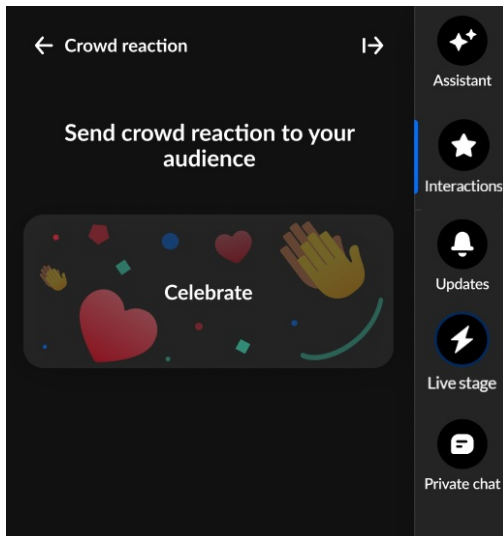 Crowd reaction
Send crowd reaction to your
audience
Celebrate
Assistant
Interactions
Updates
Live stage
Private chat